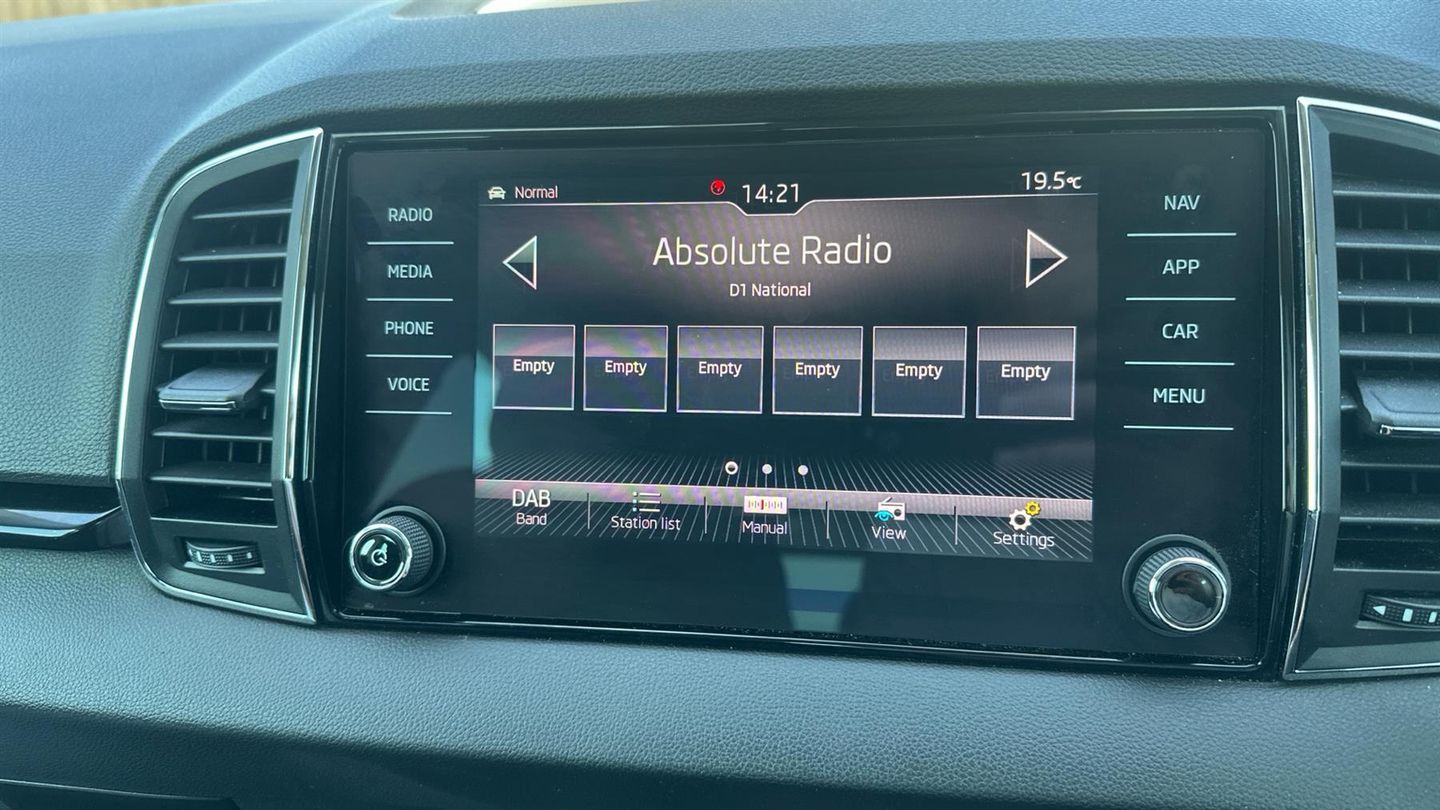 RADIO
MEDIA
PHONE
VOICE
Normal
14:21
19.5°C
Absolute Radio
D1 National
Empty
Empty
Empty
Empty
Empty
Empty
DAB
Band
Station list
Manual
View
Settings
NAV
APP
CAR
MENU